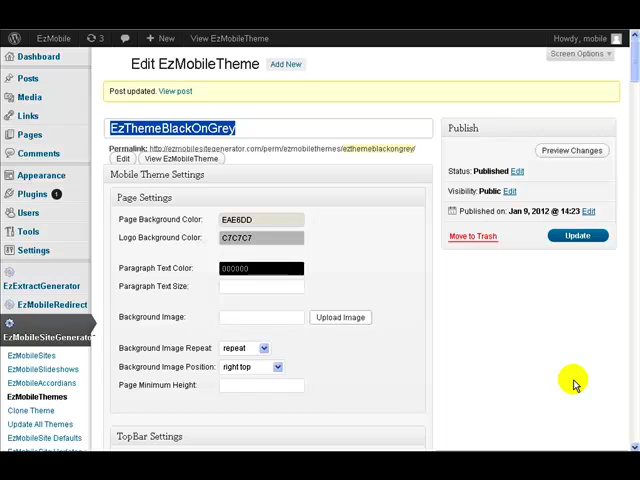 EzMobile 3 New View EzMobileTheme Howdy, mobile
Screen Options
Dashboard
Posts
Media
Links
Pages
Comments
Appearance
Plugins 1
Users
Tools
Settings
EzExtractGenerator
EzMobileRedirect
EzMobileSiteGenerator
EzMobileSites
EzMobileSlideshows
EzMobileAccordians
EzMobileThemes
Clone Theme
Update All Themes
EzMobileSite Defaults
Edit EzMobileTheme Add New
Post updated. View post
EzThemeBlackOnGrey
Permalink: http://ezmobilesitegenerator.com/perm/ezmobilethemes/ezthemeblackongrey/
Edit View EzMobileTheme
Mobile Theme Settings
Page Settings
Page Background Color: EAE6DD
Logo Background Color: C7C7C7
Paragraph Text Color: 000000
Paragraph Text Size:
Background Image: Upload Image
Background Image Repeat: repeat
Background Image Position: right top
Page Minimum Height:
TopBar Settings
Publish
Preview Changes
Status: Published Edit
Visibility: Public Edit
Published on: Jan 9, 2012 @ 14:23 Edit
Move to Trash Update